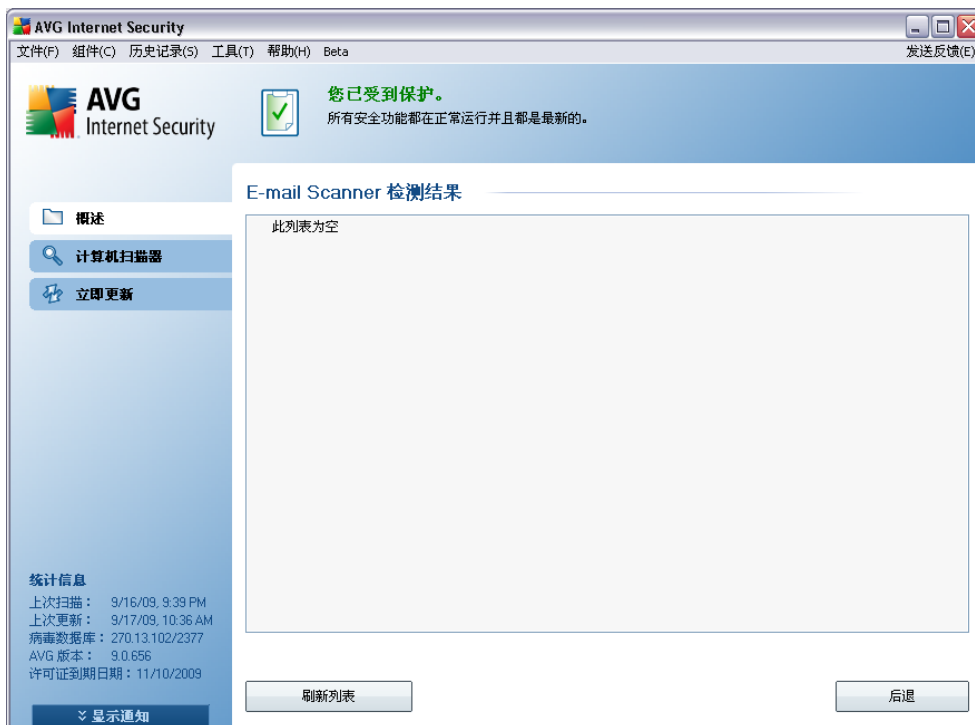 AVG Internet Security
文件(F) 组件(C) 历史记录(S) 工具(T) 帮助(H) Beta 发送反馈(E)
AVG
Internet Security
您已受到保护。
所有安全功能都在正常运行并且都是最新的。
概述
计算机扫描器
立即更新
E-mail Scanner 检测结果
此列表为空
统计信息
上次扫描： 9/16/09, 9:39 PM
上次更新： 9/17/09, 10:36 AM
病毒数据库：270.13.102/2377
AVG 版本： 9.0.656
许可证到期日期：11/10/2009
显示通知
刷新列表
后退